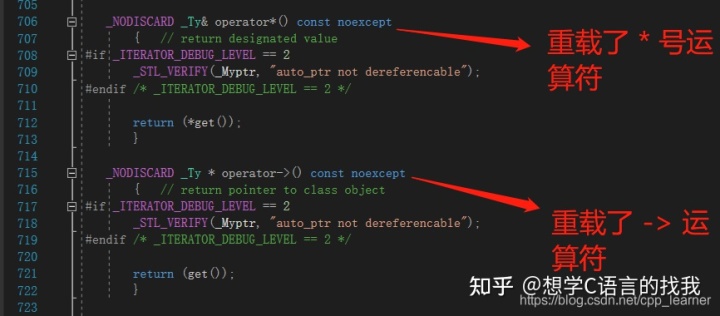 705
706 _NODISCARD _Ty& operator*() const noexcept
707 { // return designated value
708 #if _ITERATOR_DEBUG_LEVEL == 2
709 _STL_VERIFY(_Myptr, "auto_ptr not dereferencable");
710 #endif /* _ITERATOR_DEBUG_LEVEL == 2 */
711
712 return (*get());
713 }
714
715 _NODISCARD _Ty * operator->() const noexcept
716 { // return pointer to class object
717 #if _ITERATOR_DEBUG_LEVEL == 2
718 _STL_VERIFY(_Myptr, "auto_ptr not dereferencable");
719 #endif /* _ITERATOR_DEBUG_LEVEL == 2 */
720
721 return (get());
722 }
723
重载了 * 号运
算符
重载了 -> 运
算符
知乎 @想学C语言的找我
https://blog.csdn.net/cpp_learner